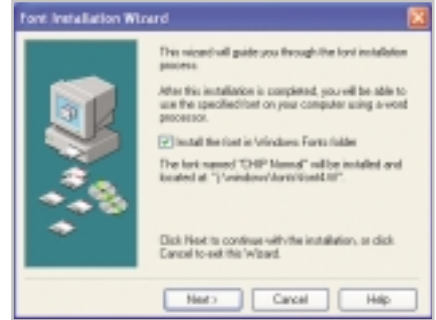 Font Installation Wizard
This wizard will guide you through the font installation
process.
After this installation is completed, you will be able to
use the specified font on your computer using a word
processor.
Install the font in Windows Fonts folder
The font named "CHIP Normal" will be installed and
located at
Click Next to continue with the installation, or click
Cancel to exit this Wizard.
Next >
Cancel
Help